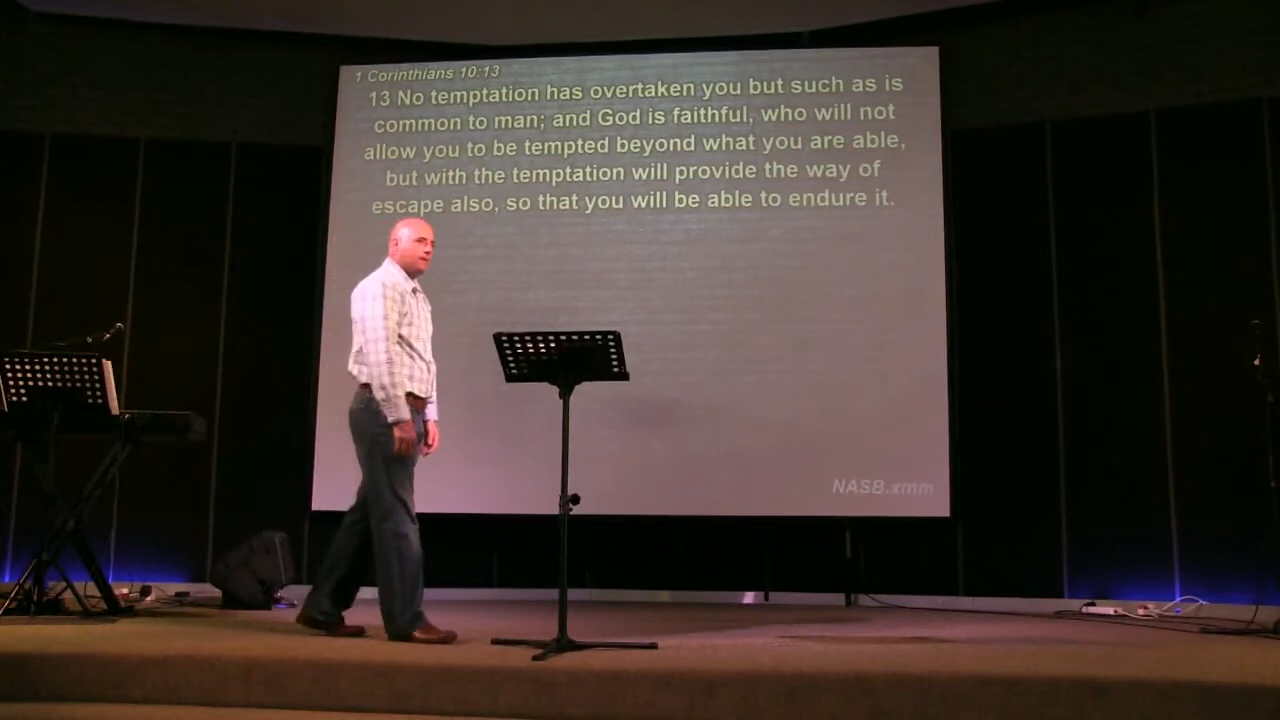 1 Corinthians 10:13
13 No temptation has overtaken you but such as is
common to man; and God is faithful, who will not
allow you to be tempted beyond what you are able,
but with the temptation will provide the way of
escape also, so that you will be able to endure it.
NASB.xmm